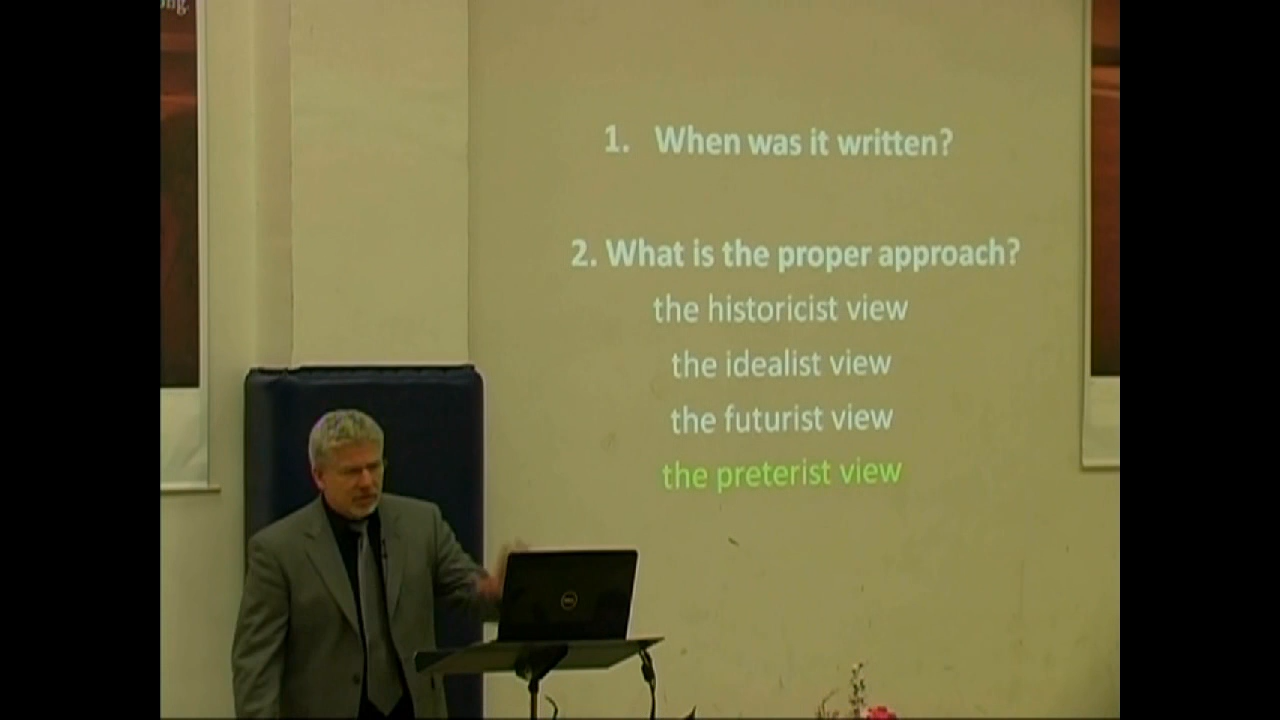 1. When was it written?
2. What is the proper approach?
the historicist view
the idealist view
the futurist view
the preterist view
DELL